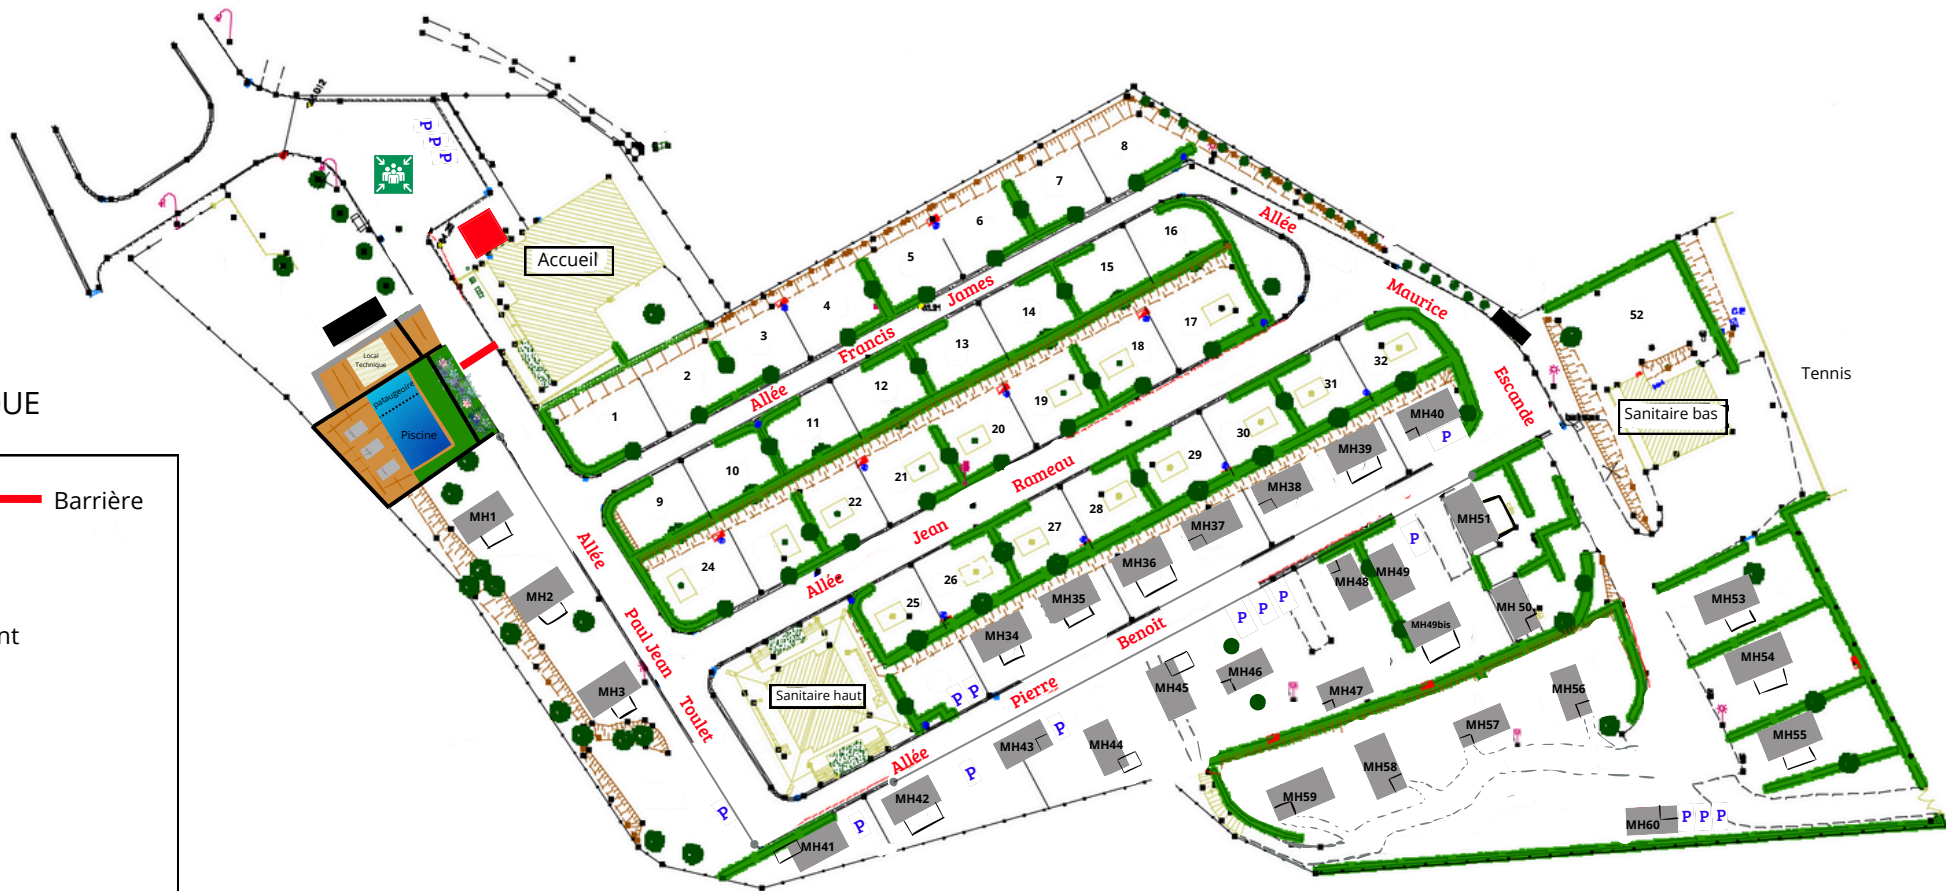 P
P
P
Accueil
Local
Technique
pataugeoire
Piscine
UE
Barrière
nt
1
2
3
4
5
6
7
8
Allée
Francis
James
Allée
Maurice
Escande
9
10
11
12
13
14
15
16
17
18
19
20
21
22
24
Allée
Jean
Rameau
25
26
27
28
29
30
31
32
Allée
Paul Jean
Toulet
Sanitaire haut
Allée
Pierre
Benoit
52
Sanitaire bas
Tennis
MH1
MH2
MH3
MH34
MH35
MH36
MH37
MH38
MH39
MH40
P
P
P
P
MH41
P
MH42
P
MH43
P
MH44
MH45
MH46
P
P
P
MH47
MH48
MH49
P
MH49bis
MH 50
MH51
MH53
MH54
MH55
MH56
MH57
MH58
MH59
MH60
P
P
P